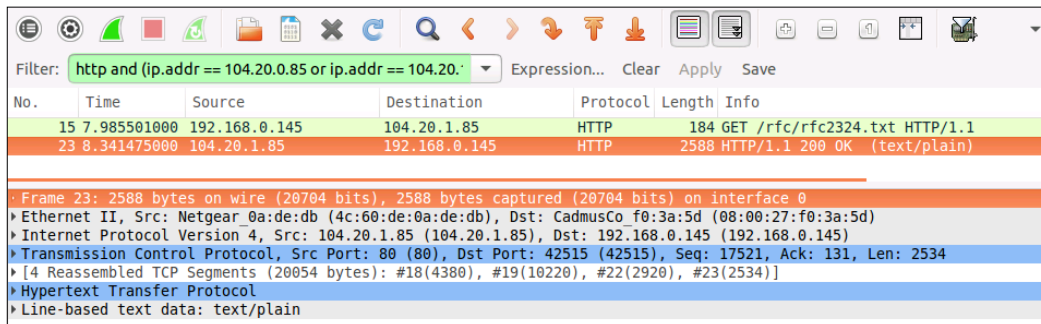 Filter: http and (ip.addr == 104.20.0.85 or ip.addr == 104.20. Expression... Clear Apply Save
No. Time Source Destination Protocol Length Info
15 7.985501000 192.168.0.145 104.20.1.85 HTTP 184 GET /rfc/rfc2324.txt HTTP/1.1
23 8.341475000 104.20.1.85 192.168.0.145 HTTP 2588 HTTP/1.1 200 OK (text/plain)
Frame 23: 2588 bytes on wire (20704 bits), 2588 bytes captured (20704 bits) on interface 0
Ethernet II, Src: Netgear_0a:de:db (4c:60:de:0a:de:db), Dst: CadmusCo_f0:3a:5d (08:00:27:f0:3a:5d)
Internet Protocol Version 4, Src: 104.20.1.85 (104.20.1.85), Dst: 192.168.0.145 (192.168.0.145)
Transmission Control Protocol, Src Port: 80 (80), Dst Port: 42515 (42515), Seq: 17521, Ack: 131, Len: 2534
[4 Reassembled TCP Segments (20054 bytes): #18(4380), #19(10220), #22(2920), #23(2534)]
Hypertext Transfer Protocol
Line-based text data: text/plain